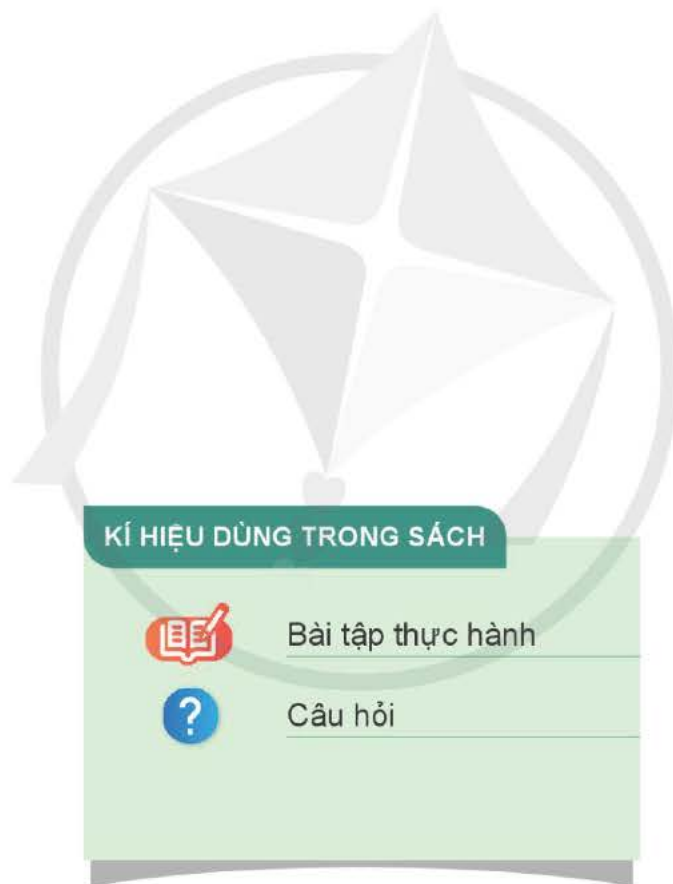 KÍ HIỆU DÙNG TRONG SÁCH
Bài tập thực hành
?
Câu hỏi